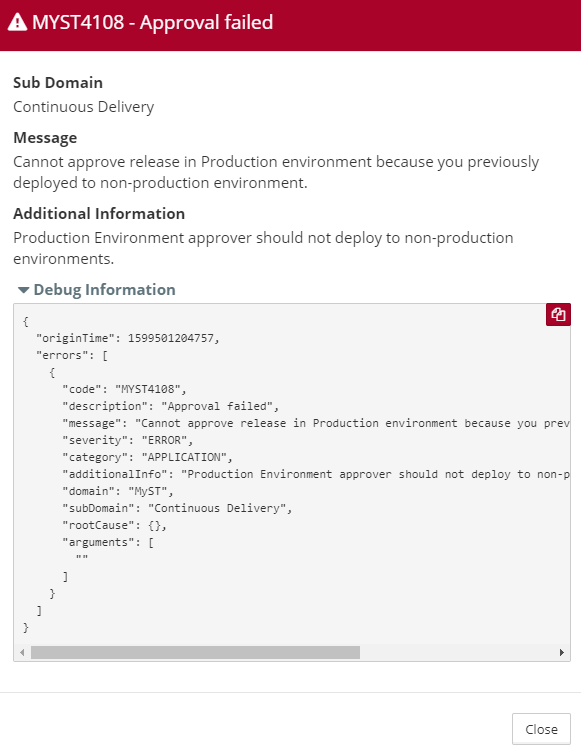 MYST4108 - Approval failed
Sub Domain
Continuous Delivery
Message
Cannot approve release in Production environment because you previously
deployed to non-production environment.
Additional Information
Production Environment approver should not deploy to non-production
environments.
Debug Information
{
"originTime": 1599501204757,
"errors": [
{
"code": "MYST4108",
"description": "Approval failed",
"message": "Cannot approve release in Production environment because you prev
"severity": "ERROR",
"category": "APPLICATION",
"additionalInfo": "Production Environment approver should not deploy to non-p
"domain": "MyST",
"subDomain": "Continuous Delivery",
"rootCause": {},
"arguments": [
""
]
}
]
}
Close